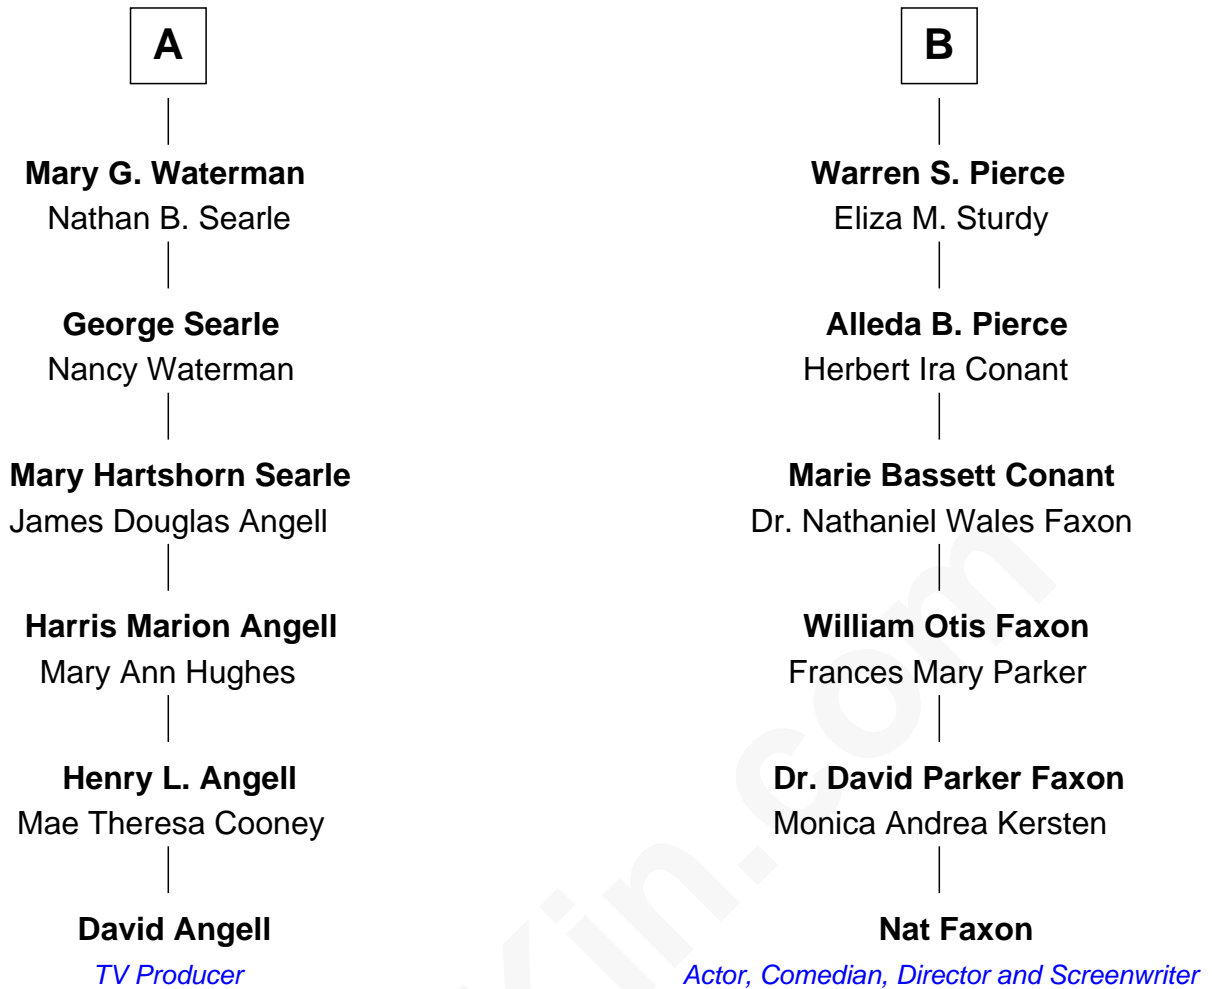 A
B
Mary G. Waterman
Nathan B. Searle
Warren S. Pierce
Eliza M. Sturdy
George Searle
Nancy Waterman
Alleda B. Pierce
Herbert Ira Conant
Mary Hartshorn Searle
James Douglas Angell
Marie Bassett Conant
Dr. Nathaniel Wales Faxon
Harris Marion Angell
Mary Ann Hughes
William Otis Faxon
Frances Mary Parker
Henry L. Angell
Mae Theresa Cooney
Dr. David Parker Faxon
Monica Andrea Kersten
David Angell
TV Producer
Nat Faxon
Actor, Comedian, Director and Screenwriter
Kin.com